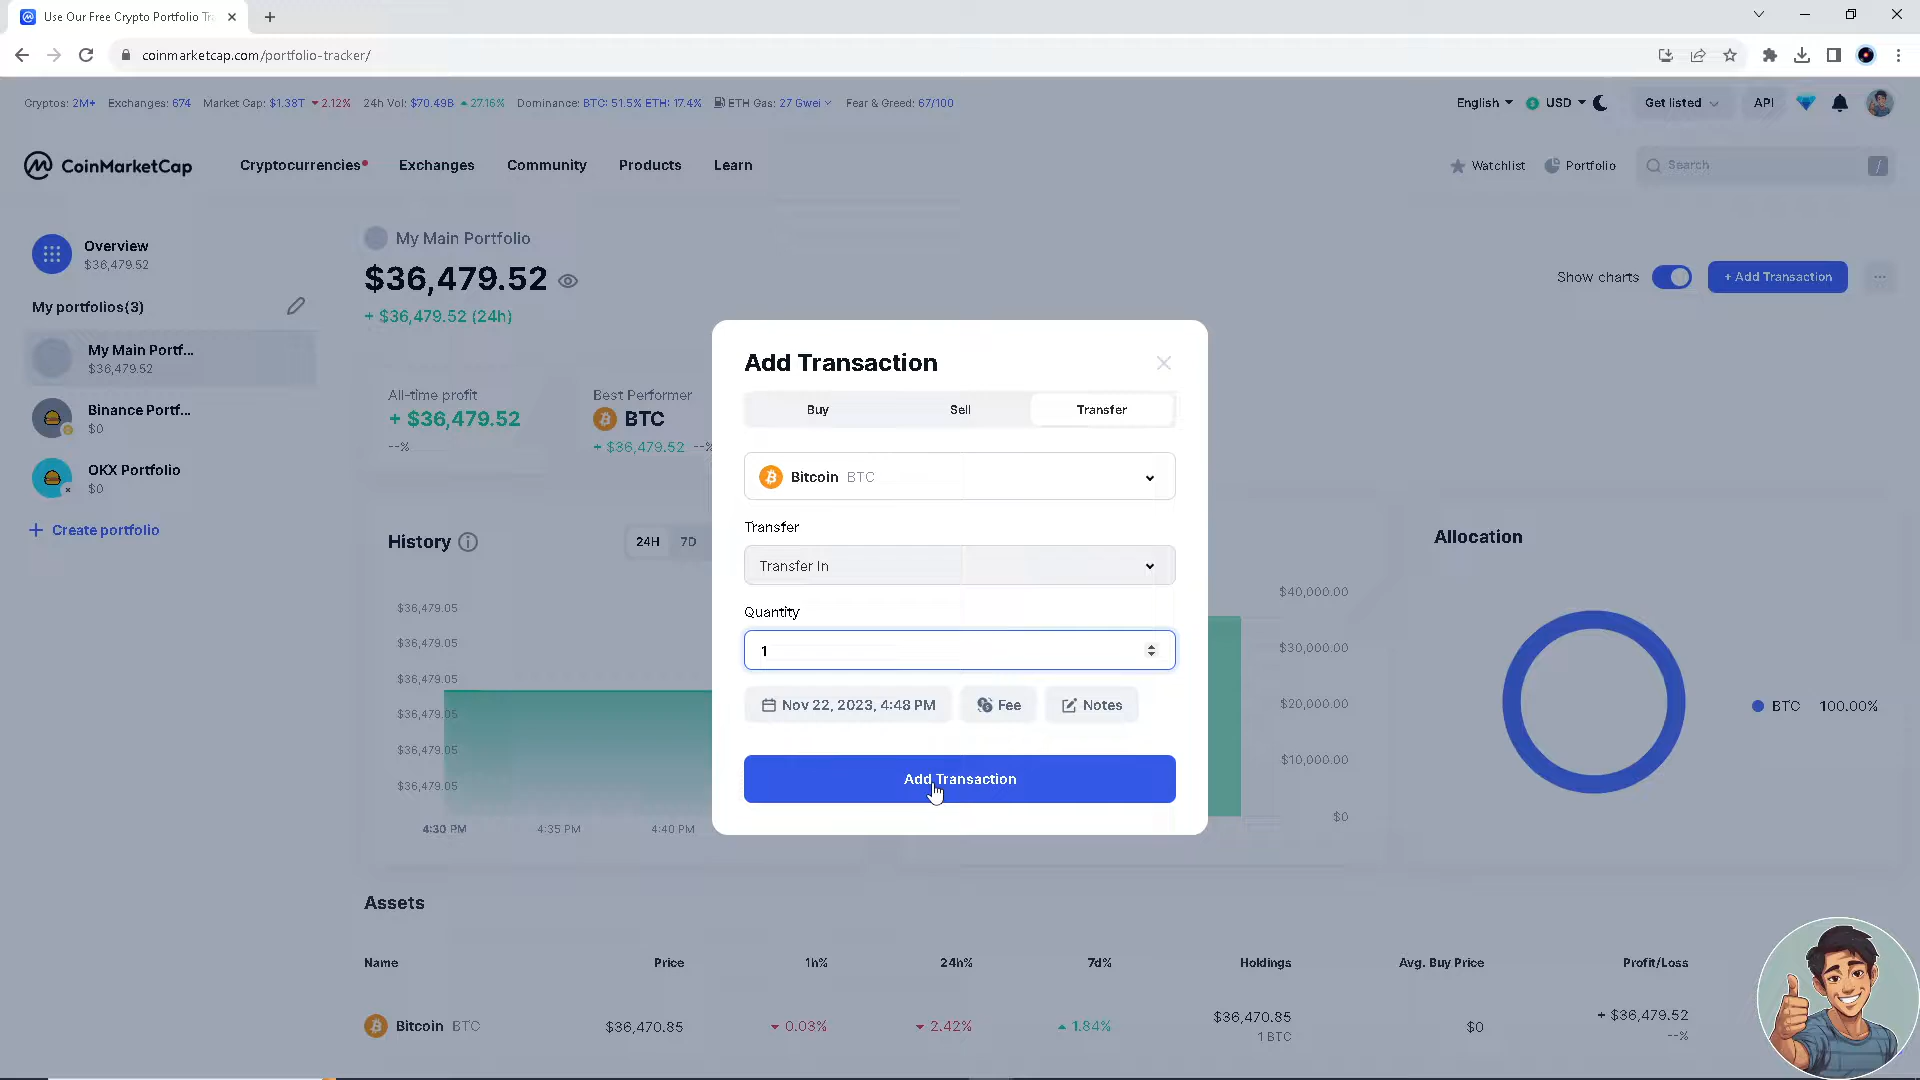 Use Our Free Crypto Portfolio Tr
coinmarketcap.com/portfolio-tracker/
Cryptos: 2M+ Exchanges: 674 Market Cap: $1.38T 2.12% 24h Vol: $70.49B 27.16% Dominance: BTC: 51.5% ETH: 17.4% ETH Gas: 27 Gwei Fear & Greed: 67/100
English USD Get listed API
CoinMarketCap Cryptocurrencies Exchanges Community Products Learn Watchlist Portfolio Search /
Overview
$36,479.52
My portfolios(3)
My Main Portf...
$36,479.52
Binance Portf...
$0
OKX Portfolio
$0
+ Create portfolio
My Main Portfolio
$36,479.52
+ $36,479.52 (24h)
Show charts + Add Transaction ...
All-time profit
+ $36,479.52
--%
Best Performer
BTC
+ $36,479.52 --%
History 24H 7D
$36,479.05
$36,479.05
$36,479.05
$36,479.05
$36,479.05
$36,479.05
4:30 PM 4:35 PM 4:40 PM
Add Transaction
Buy Sell Transfer
Bitcoin BTC
Transfer
Transfer In
Quantity
1
Nov 22, 2023, 4:48 PM Fee Notes
Add Transaction
$40,000.00
$30,000.00
$20,000.00
$10,000.00
$0
Allocation
BTC 100.00%
Assets
Name Price 1h% 24h% 7d% Holdings Avg. Buy Price Profit/Loss
Bitcoin BTC $36,470.85 0.03% 2.42% 1.84% $36,470.85 $0 + $36,479.52
1 BTC --%